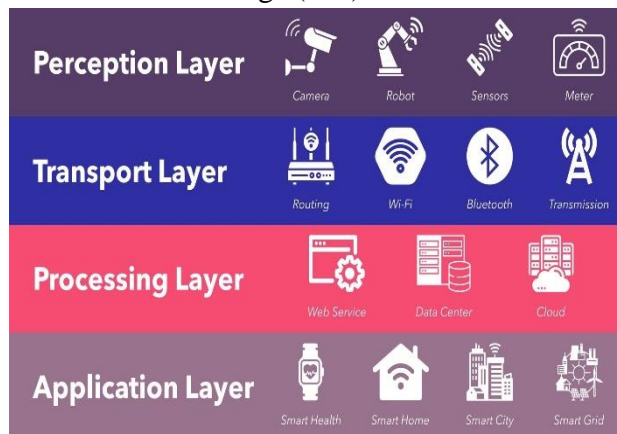 Perception Layer
Camera
Robot
Sensors
Meter
Transport Layer
Routing
Wi-Fi
Bluetooth
Transmission
Processing Layer
Web Service
Data Center
Cloud
Application Layer
Smart Health
Smart Home
Smart City
Smart Grid